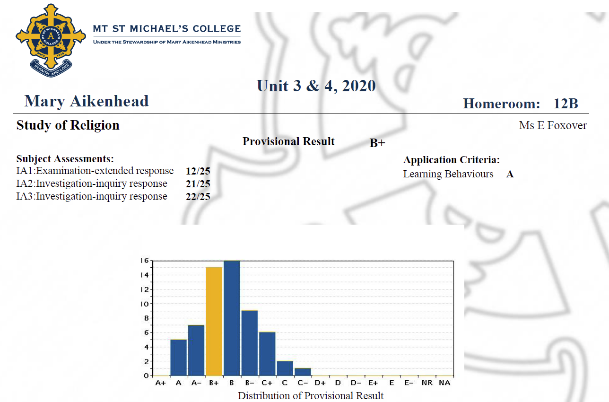 MT ST MICHAEL'S COLLEGE
UNDER THE STEWARDSHIP OF MARY AIKENHEAD MINISTRIES
Unit 3 & 4, 2020
Mary Aikenhead
Homeroom: 12B
Study of Religion
Ms E Foxover
Provisional Result B+
Subject Assessments:
IA1:Examination-extended response 12/25
IA2:Investigation-inquiry response 21/25
IA3:Investigation-inquiry response 22/25
Application Criteria:
Learning Behaviours A
16
14
12
10
8
6
4
2
0
A+ A A- B+ B B- C+ C C- D+ D D- E+ E E- NR NA
Distribution of Provisional Result